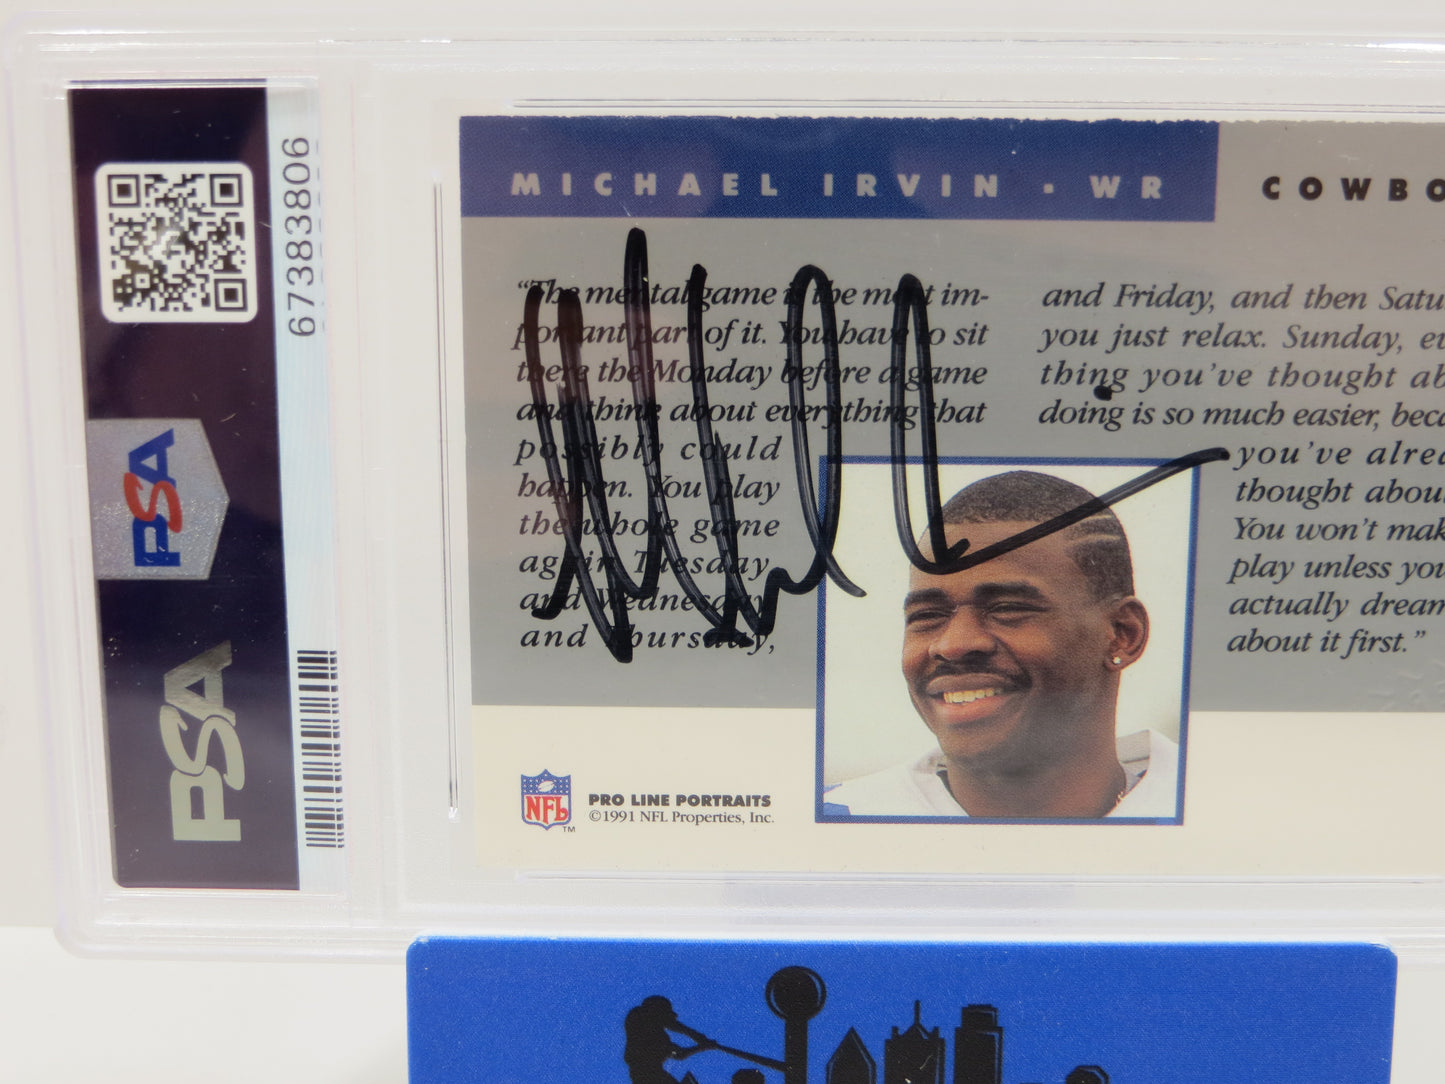 67383806
PSA
PSA
MICHAEL IRVIN · WR
COWBO
"The mental game is the most im-
portant part of it. You have to sit
there the Monday before a game
and think about everything that
possibly could
happen. You play
the whole game
again Tuesday
and Wednesday
and Thursday,
and Friday, and then Satu
you just relax. Sunday, ev
thing you've thought ab
doing is so much easier, beca
you've alrea
thought abou
You won't mak
play unless you
actually dream
about it first."
NFL
TM
PRO LINE PORTRAITS
©1991 NFL Properties, Inc.